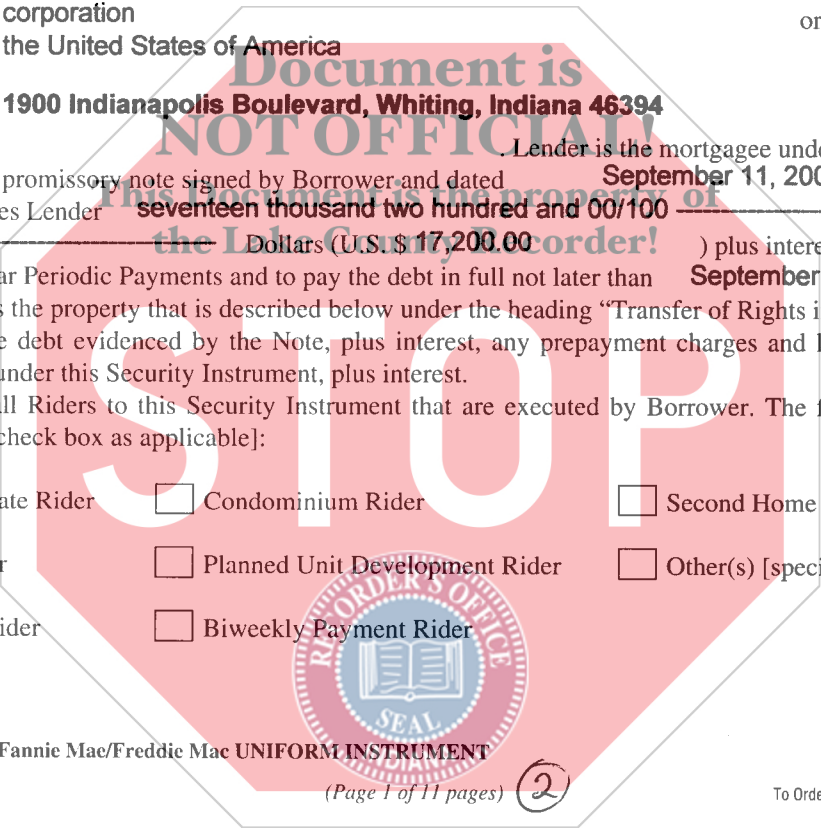 corporation
or
the United States of America
Document is
1900 Indianapolis Boulevard, Whiting, Indiana 46394
NOT OFFICIAL!
. Lender is the mortgagee unde
promissory note signed by Borrower and dated September 11, 200
This Document is the property of
es Lender seventeen thousand two hundred and 00/100
the Lake County Recorder!
Dollars (U.S. $ 17,200.00 ) plus intere
ar Periodic Payments and to pay the debt in full not later than September
s the property that is described below under the heading “Transfer of Rights i
e debt evidenced by the Note, plus interest, any prepayment charges and l
under this Security Instrument, plus interest.
ll Riders to this Security Instrument that are executed by Borrower. The f
check box as applicable]:
STOP
ate Rider Condominium Rider Second Home
r Planned Unit Development Rider Other(s) [speci
ider Biweekly Payment Rider
RECORDER'S OFFICE
SEAL
INDIANA
Fannie Mae/Freddie Mac UNIFORM INSTRUMENT
(Page 1 of 11 pages) 2
To Orde